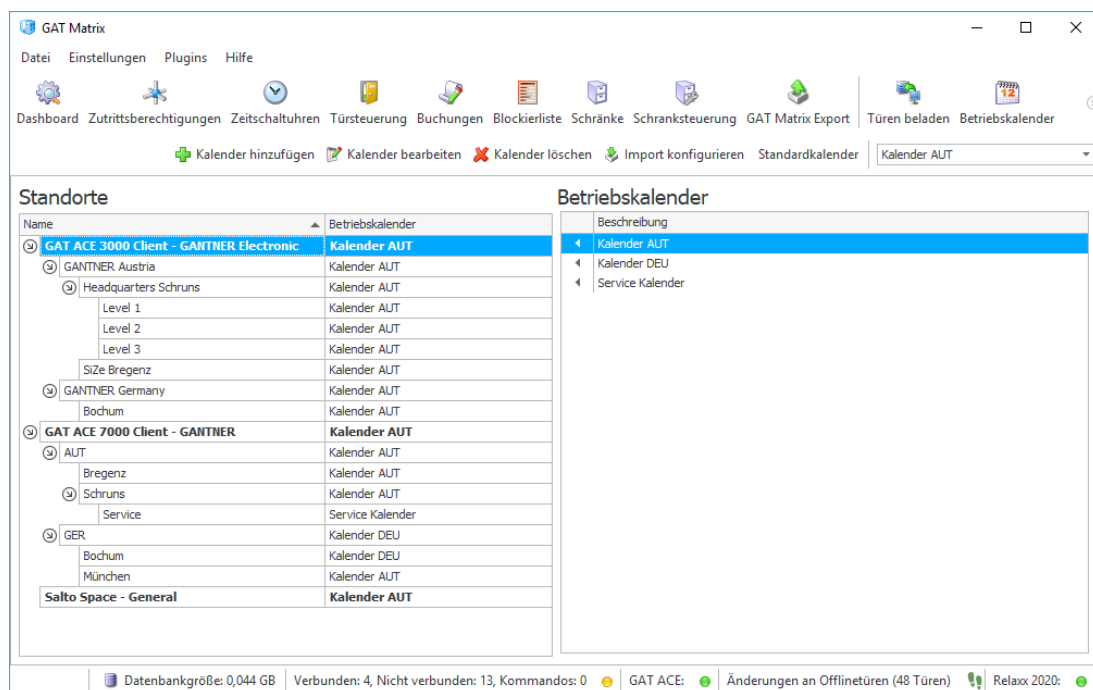 GAT Matrix
Datei Einstellungen Plugins Hilfe
Dashboard Zutrittsberechtigungen Zeitschaltuhren Türsteuerung Buchungen Blockierliste Schränke Schranksteuerung GAT Matrix Export Türen beladen Betriebskalender
Kalender hinzufügen Kalender bearbeiten Kalender löschen Import konfigurieren Standardkalender Kalender AUT
Standorte
Name Betriebskalender
GAT ACE 3000 Client - GANTNER Electronic Kalender AUT
GANTNER Austria Kalender AUT
Headquarters Schruns Kalender AUT
Level 1 Kalender AUT
Level 2 Kalender AUT
Level 3 Kalender AUT
SiZe Bregenz Kalender AUT
GANTNER Germany Kalender AUT
Bochum Kalender AUT
GAT ACE 7000 Client - GANTNER Kalender AUT
AUT Kalender AUT
Bregenz Kalender AUT
Schruns Kalender AUT
Service Service Kalender
GER Kalender DEU
Bochum Kalender DEU
München Kalender AUT
Salto Space - General Kalender AUT
Betriebskalender
Beschreibung
Kalender AUT
Kalender DEU
Service Kalender
Datenbankgröße: 0,044 GB Verbunden: 4, Nicht verbunden: 13, Kommandos: 0 GAT ACE: Änderungen an Offlinetüren (48 Türen) Relaxx 2020: